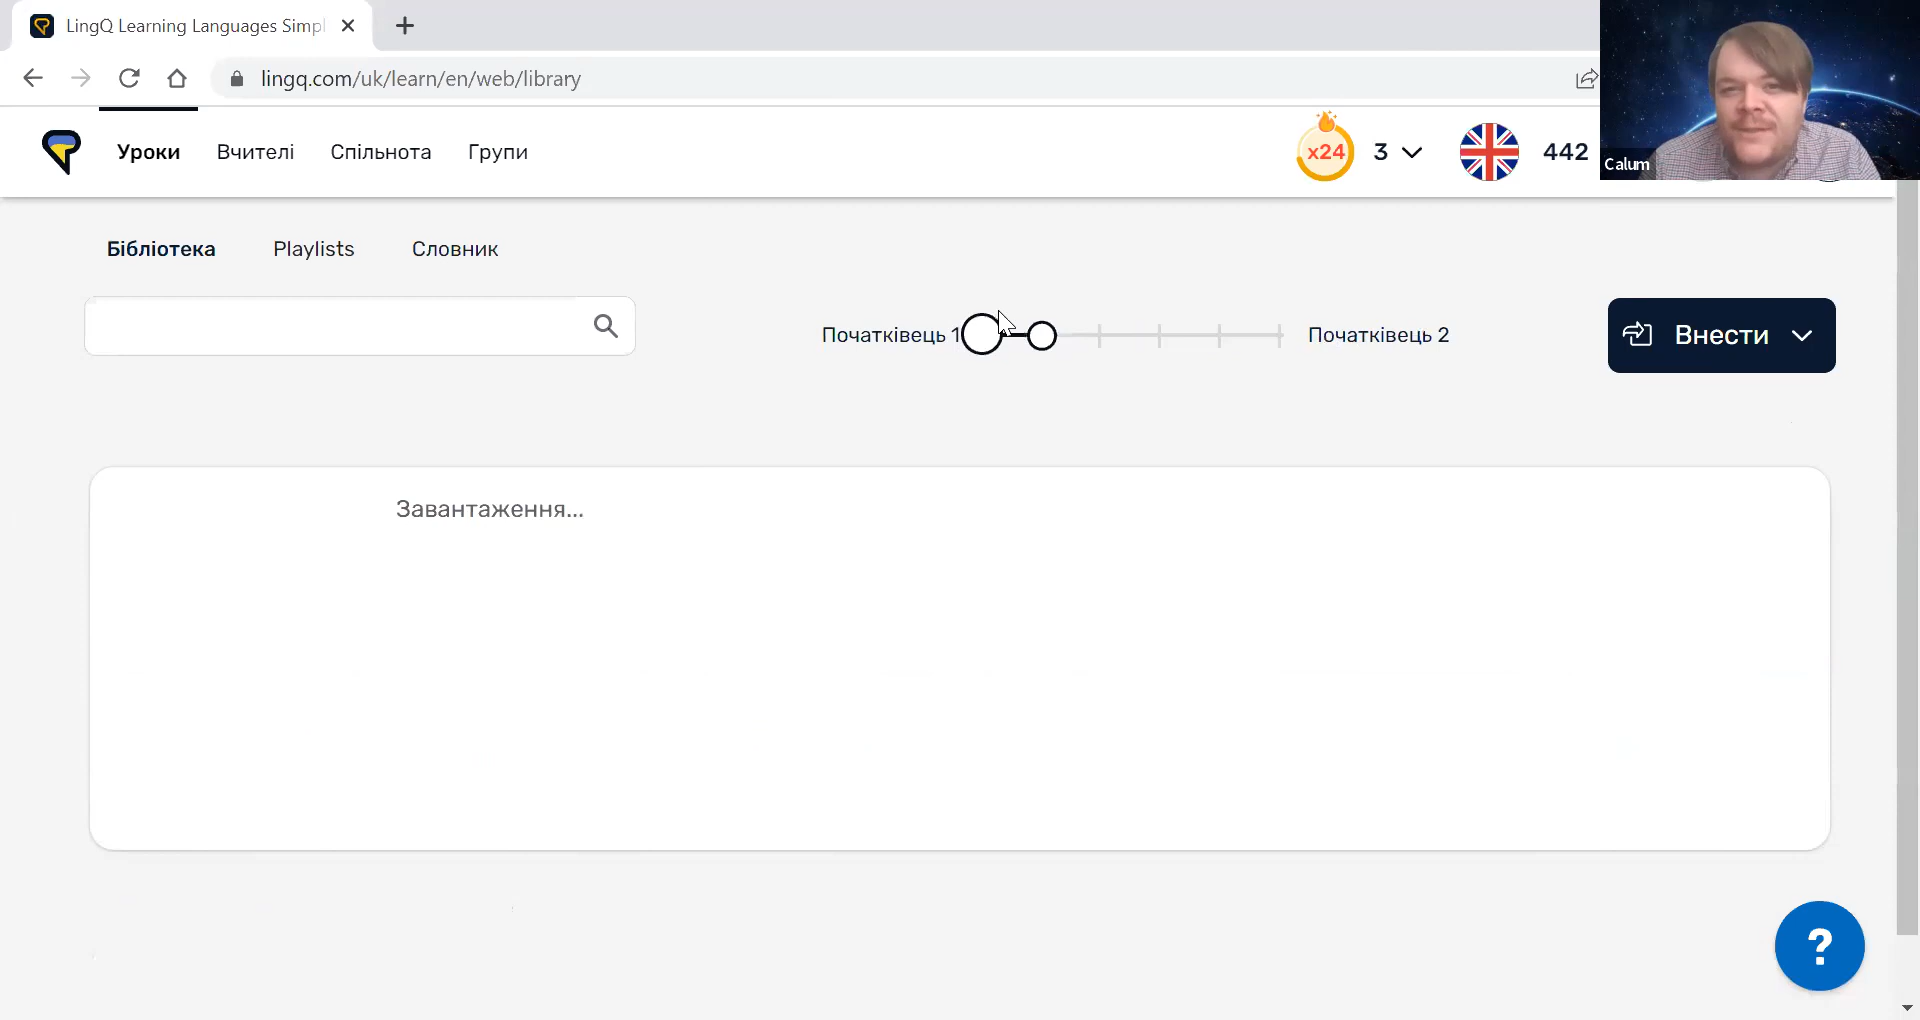 LingQ Learning Languages Simpl
lingq.com/uk/learn/en/web/library
Уроки Вчителі Спільнота Групи x24 3 442
Calum
Бібліотека Playlists Словник
Початківець 1 Початківець 2 Внести
Завантаження...
?